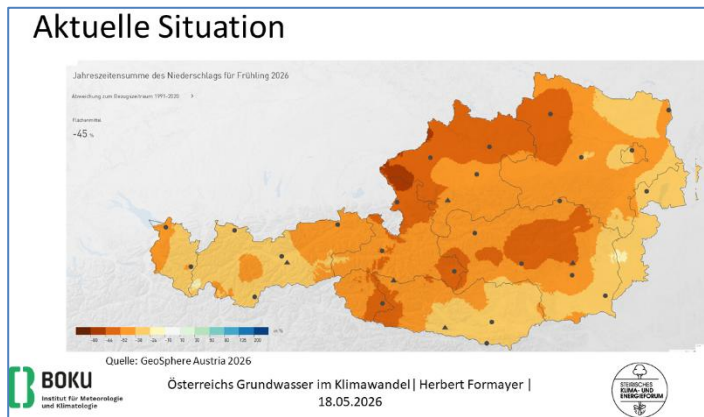 Aktuelle Situation
Jahreszeitensumme des Niederschlags für Frühling 2026
Abweichung zum Bezugszeitraum 1991-2020
Flächenmittel
-45 %
Quelle: GeoSphere Austria 2026
BOKU
Institut für Meteorologie
und Klimatologie
Österreichs Grundwasser im Klimawandel| Herbert Formayer |
18.05.2026
STEIRISCHES
KLIMA- UND
ENERGIEFORUM